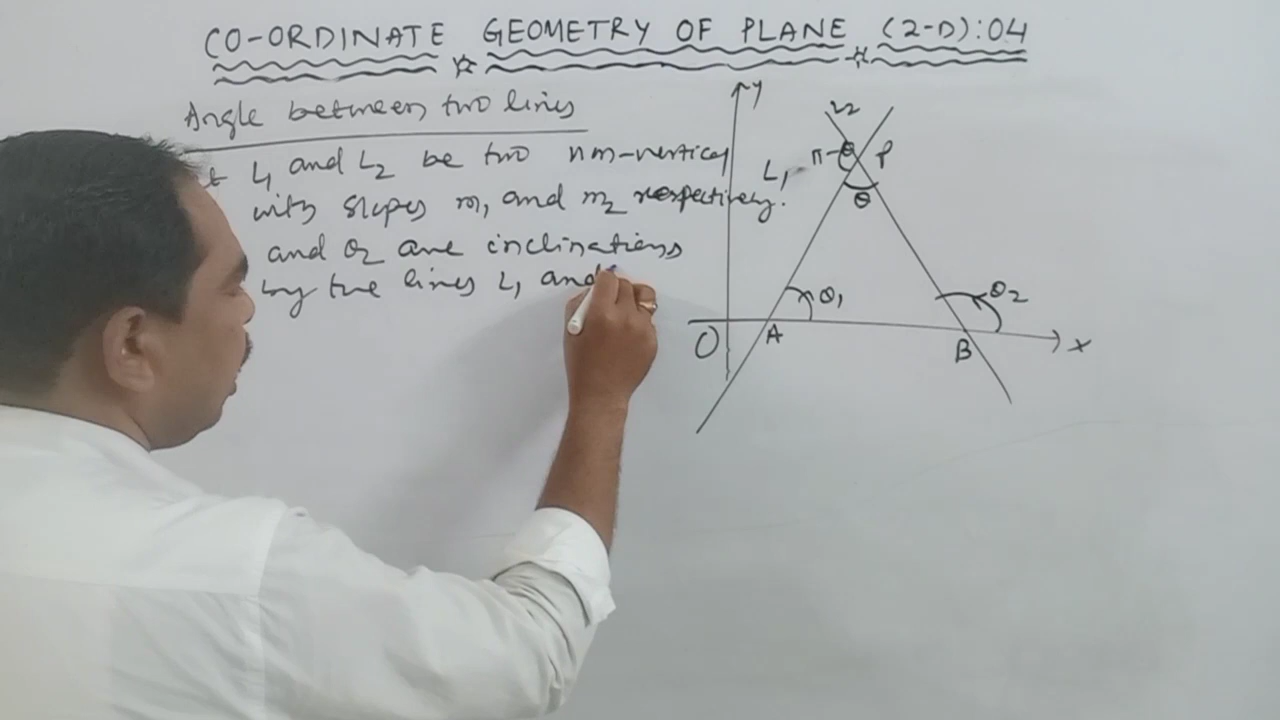 CO-ORDINATE GEOMETRY OF PLANE (2-D):04
Angle between two lines
L₁ and L₂ be two non-vertical
with slopes m₁ and m₂ respectively.
and θ₂ are inclinations
by the lines L₁ and
y
L₂
π-θ
P
L₁
θ
θ₁
θ₂
O
A
B
x